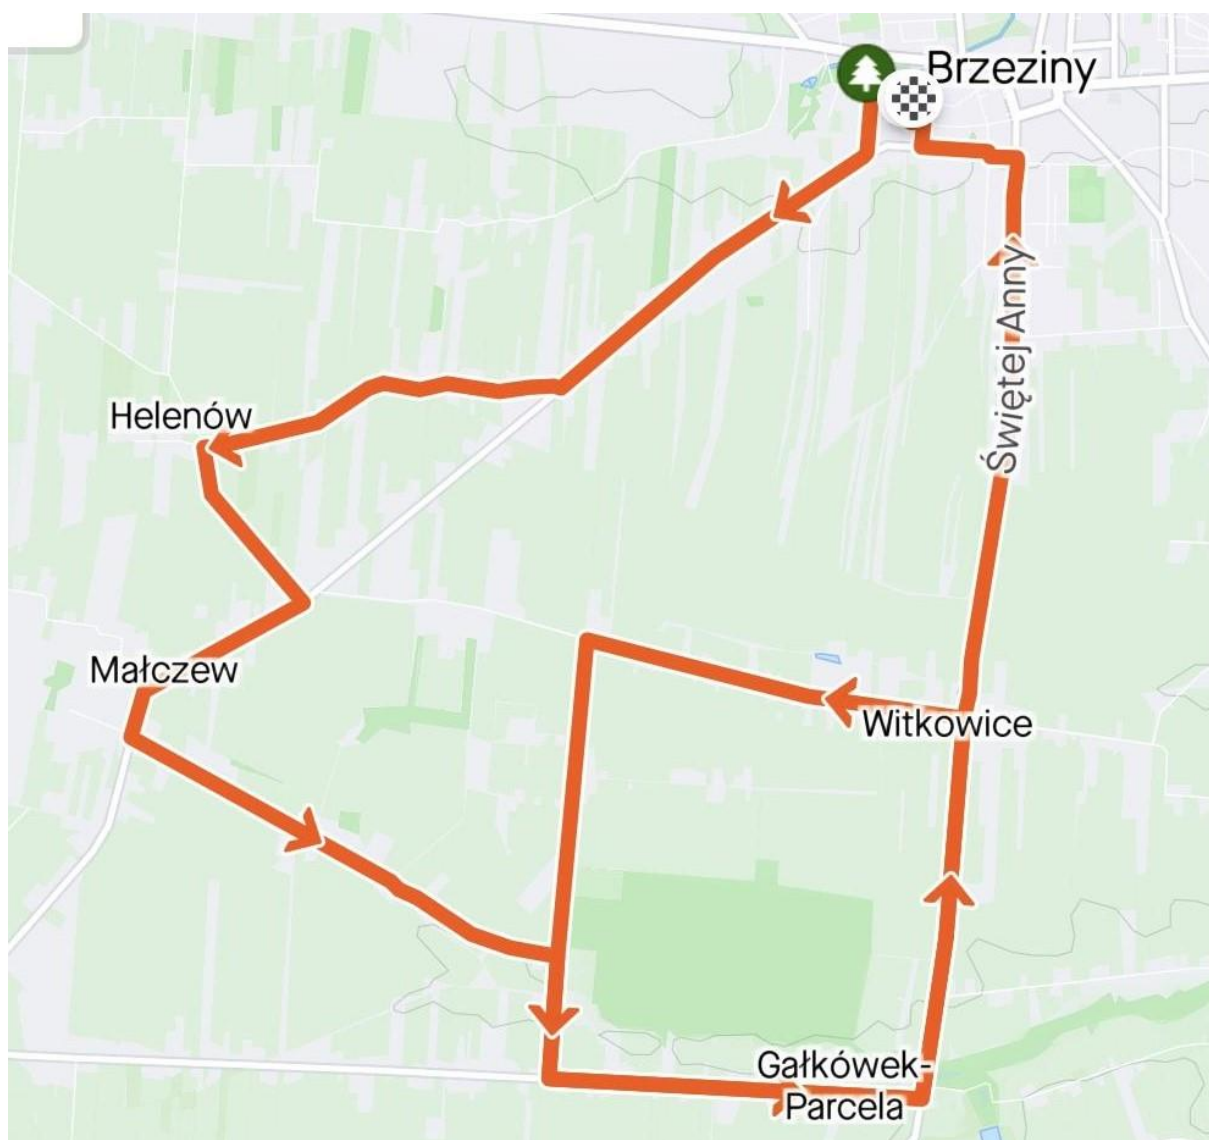 Brzeziny
Świętej Anny
Helenów
Małczew
Witkowice
Gałkówek-
Parcela